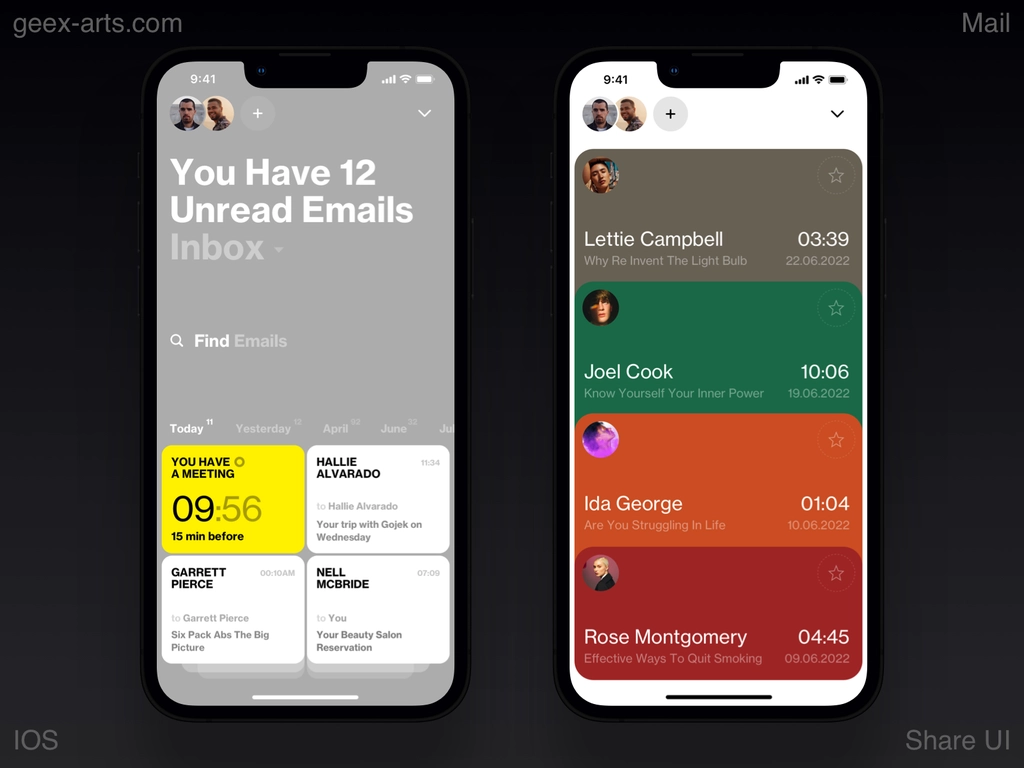 geex-arts.com
Mail
9:41
+
You Have 12
Unread Emails
Inbox
Find Emails
Today 11
Yesterday 12
April 92
June 32
Jul
YOU HAVE
A MEETING
09:56
15 min before
HALLIE
ALVARADO
11:34
to Hallie Alvarado
Your trip with Gojek on
Wednesday
GARRETT
PIERCE
00:10AM
to Garrett Pierce
Six Pack Abs The Big
Picture
NELL
MCBRIDE
07:09
to You
Your Beauty Salon
Reservation
9:41
+
Lettie Campbell
03:39
Why Re Invent The Light Bulb
22.06.2022
Joel Cook
10:06
Know Yourself Your Inner Power
19.06.2022
Ida George
01:04
Are You Struggling In Life
10.06.2022
Rose Montgomery
04:45
Effective Ways To Quit Smoking
09.06.2022
IOS
Share UI